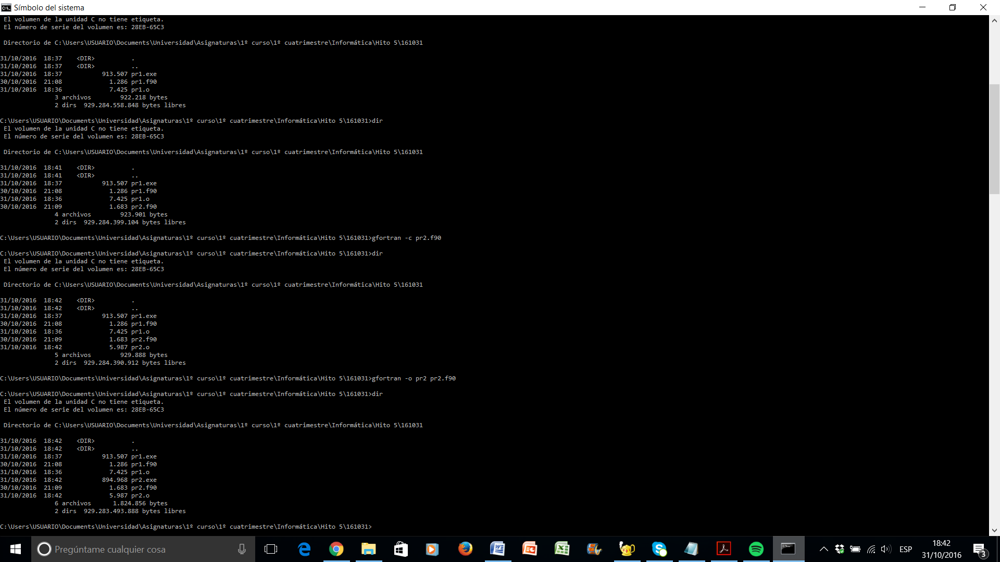 Símbolo del sistema
El volumen de la unidad C no tiene etiqueta.
El número de serie del volumen es: 28EB-65C3
Directorio de C:\Users\USUARIO\Documents\Universidad\Asignaturas\1º curso\1º cuatrimestre\Informática\Hito 5\161031
31/10/2016  18:37    <DIR>          .
31/10/2016  18:37    <DIR>          ..
31/10/2016  18:37           913.507 pr1.exe
30/10/2016  21:08             1.286 pr1.f90
31/10/2016  18:36             7.425 pr1.o
3 archivos        922.218 bytes
2 dirs  929.284.558.848 bytes libres
C:\Users\USUARIO\Documents\Universidad\Asignaturas\1º curso\1º cuatrimestre\Informática\Hito 5\161031>dir
El volumen de la unidad C no tiene etiqueta.
El número de serie del volumen es: 28EB-65C3
Directorio de C:\Users\USUARIO\Documents\Universidad\Asignaturas\1º curso\1º cuatrimestre\Informática\Hito 5\161031
31/10/2016  18:41    <DIR>          .
31/10/2016  18:41    <DIR>          ..
31/10/2016  18:37           913.507 pr1.exe
30/10/2016  21:08             1.286 pr1.f90
31/10/2016  18:36             7.425 pr1.o
30/10/2016  21:09             1.683 pr2.f90
4 archivos        923.901 bytes
2 dirs  929.284.399.104 bytes libres
C:\Users\USUARIO\Documents\Universidad\Asignaturas\1º curso\1º cuatrimestre\Informática\Hito 5\161031>gfortran -c pr2.f90
C:\Users\USUARIO\Documents\Universidad\Asignaturas\1º curso\1º cuatrimestre\Informática\Hito 5\161031>dir
El volumen de la unidad C no tiene etiqueta.
El número de serie del volumen es: 28EB-65C3
Directorio de C:\Users\USUARIO\Documents\Universidad\Asignaturas\1º curso\1º cuatrimestre\Informática\Hito 5\161031
31/10/2016  18:42    <DIR>          .
31/10/2016  18:42    <DIR>          ..
31/10/2016  18:37           913.507 pr1.exe
30/10/2016  21:08             1.286 pr1.f90
31/10/2016  18:36             7.425 pr1.o
30/10/2016  21:09             1.683 pr2.f90
31/10/2016  18:42             5.987 pr2.o
5 archivos        929.888 bytes
2 dirs  929.284.390.912 bytes libres
C:\Users\USUARIO\Documents\Universidad\Asignaturas\1º curso\1º cuatrimestre\Informática\Hito 5\161031>gfortran -o pr2 pr2.f90
C:\Users\USUARIO\Documents\Universidad\Asignaturas\1º curso\1º cuatrimestre\Informática\Hito 5\161031>dir
El volumen de la unidad C no tiene etiqueta.
El número de serie del volumen es: 28EB-65C3
Directorio de C:\Users\USUARIO\Documents\Universidad\Asignaturas\1º curso\1º cuatrimestre\Informática\Hito 5\161031
31/10/2016  18:42    <DIR>          .
31/10/2016  18:42    <DIR>          ..
31/10/2016  18:37           913.507 pr1.exe
30/10/2016  21:08             1.286 pr1.f90
31/10/2016  18:36             7.425 pr1.o
31/10/2016  18:42           894.968 pr2.exe
30/10/2016  21:09             1.683 pr2.f90
31/10/2016  18:42             5.987 pr2.o
6 archivos      1.824.856 bytes
2 dirs  929.283.493.888 bytes libres
C:\Users\USUARIO\Documents\Universidad\Asignaturas\1º curso\1º cuatrimestre\Informática\Hito 5\161031>
Pregúntame cualquier cosa
ESP
18:42
31/10/2016
3